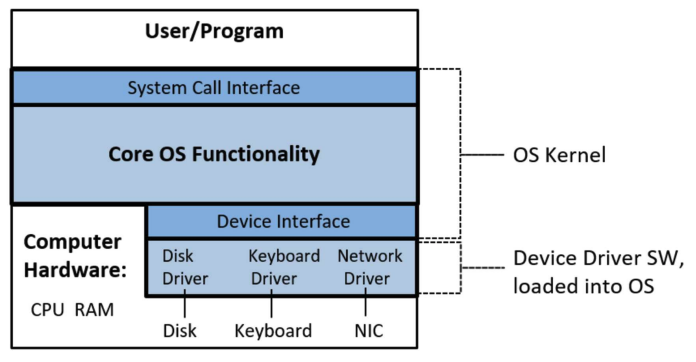 User/Program
System Call Interface
Core OS Functionality
OS Kernel
Device Interface
Computer
Hardware:
CPU RAM
Disk
Driver
Keyboard
Driver
Network
Driver
Device Driver SW,
loaded into OS
Disk
Keyboard
NIC